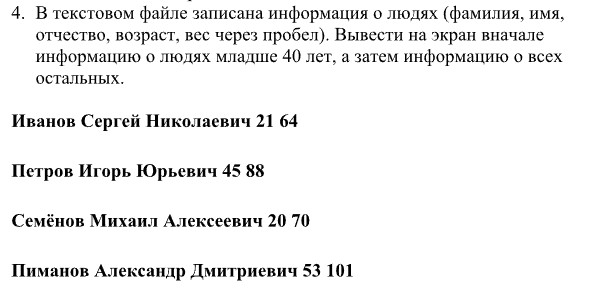 4. В текстовом файле записана информация о людях (фамилия, имя,
отчество, возраст, вес через пробел). Вывести на экран вначале
информацию о людях младше 40 лет, а затем информацию о всех
остальных.
Иванов Сергей Николаевич 21 64
Петров Игорь Юрьевич 45 88
Семёнов Михаил Алексеевич 20 70
Пиманов Александр Дмитриевич 53 101